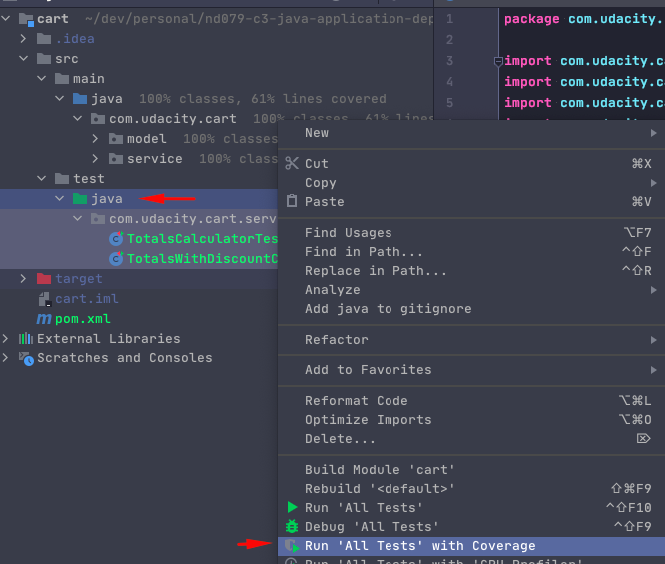 cart ~/dev/personal/nd079-c3-java-application-dep
.idea
src
main
java 100% classes, 61% lines covered
com.udacity.cart 100% classes, 61% lines
model 100% classes
service 100% class
test
java
com.udacity.cart.serv
TotalsCalculatorTes
TotalsWithDiscountC
target
cart.iml
pom.xml
External Libraries
Scratches and Consoles
1 package com.udacity.
2
3 import com.udacity.ca
4 import com.udacity.ca
5 import com.udacity.ca
New
Cut ⌘X
Copy
Paste ⌘V
Find Usages ⌥F7
Find in Path... ⌃⇧F
Replace in Path... ⌃⇧R
Analyze
Add java to gitignore
Refactor
Add to Favorites
Reformat Code ⌥⌘L
Optimize Imports ⌥⌘O
Delete... ⌦
Build Module 'cart'
Rebuild '<default>' ⇧⌘F9
Run 'All Tests' ⌃⇧F10
Debug 'All Tests' ⌃⇧F9
Run 'All Tests' with Coverage
Run 'All Tests' with 'CPU Profiler'